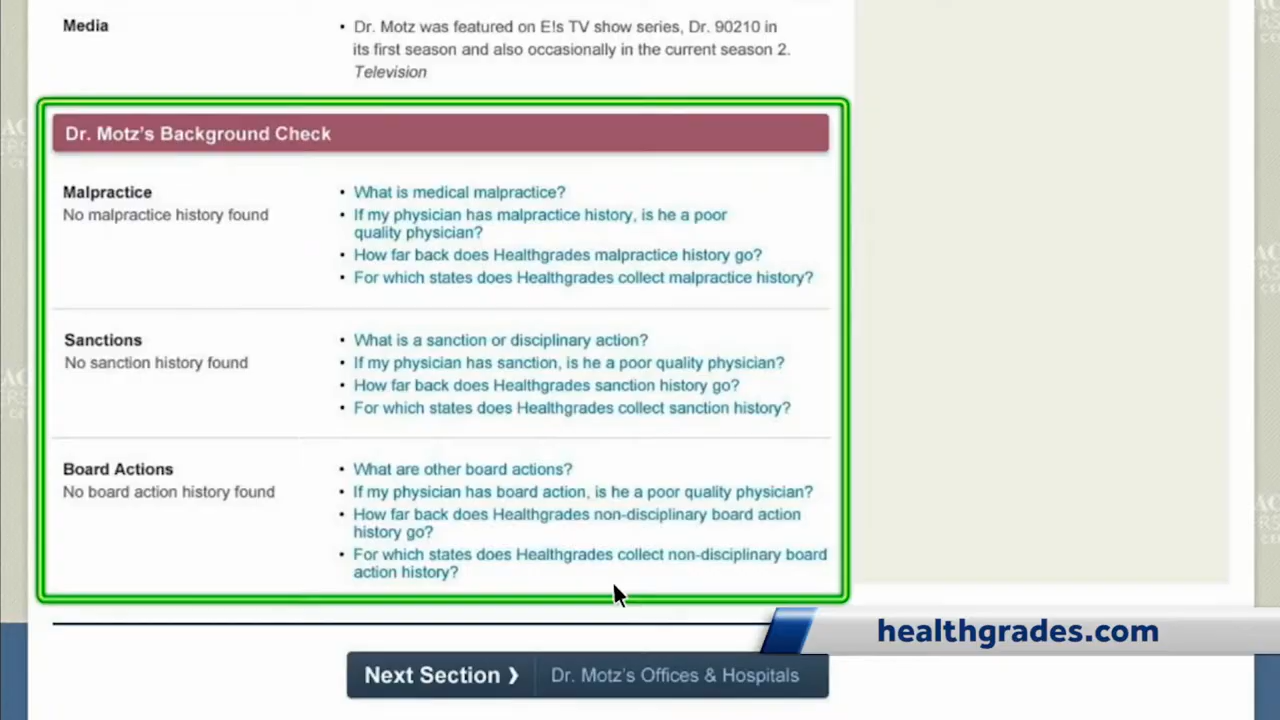 Media
• Dr. Motz was featured on E!s TV show series, Dr. 90210 in
its first season and also occasionally in the current season 2.
Television
Dr. Motz's Background Check
Malpractice
No malpractice history found
• What is medical malpractice?
• If my physician has malpractice history, is he a poor
quality physician?
• How far back does Healthgrades malpractice history go?
• For which states does Healthgrades collect malpractice history?
Sanctions
No sanction history found
• What is a sanction or disciplinary action?
• If my physician has sanction, is he a poor quality physician?
• How far back does Healthgrades sanction history go?
• For which states does Healthgrades collect sanction history?
Board Actions
No board action history found
• What are other board actions?
• If my physician has board action, is he a poor quality physician?
• How far back does Healthgrades non-disciplinary board action
history go?
• For which states does Healthgrades collect non-disciplinary board
action history?
healthgrades.com
Next Section ❯ Dr. Motz's Offices & Hospitals